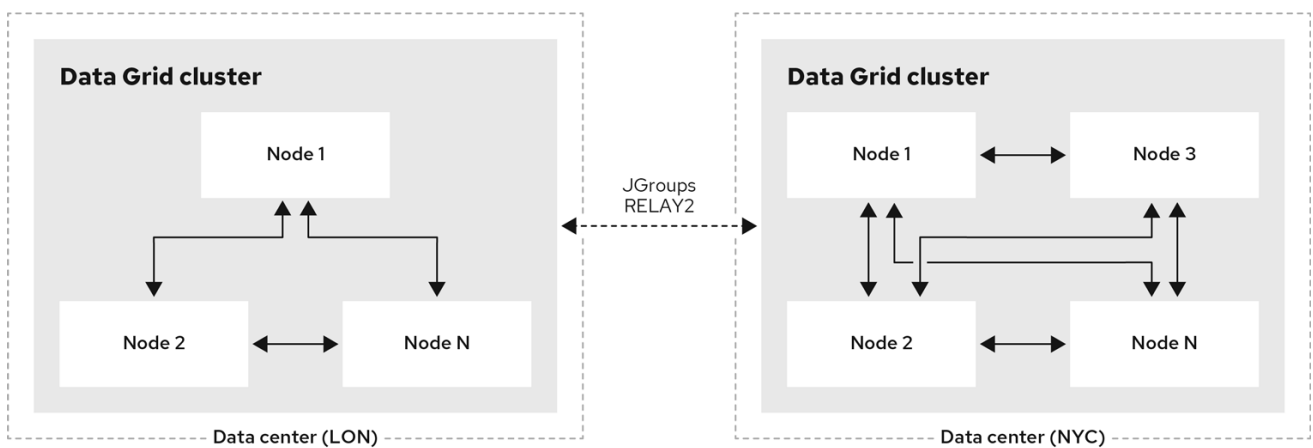 Data Grid cluster
Node 1
Node 2
Node N
Data center (LON)
JGroups
RELAY2
Data Grid cluster
Node 1
Node 3
Node 2
Node N
Data center (NYC)